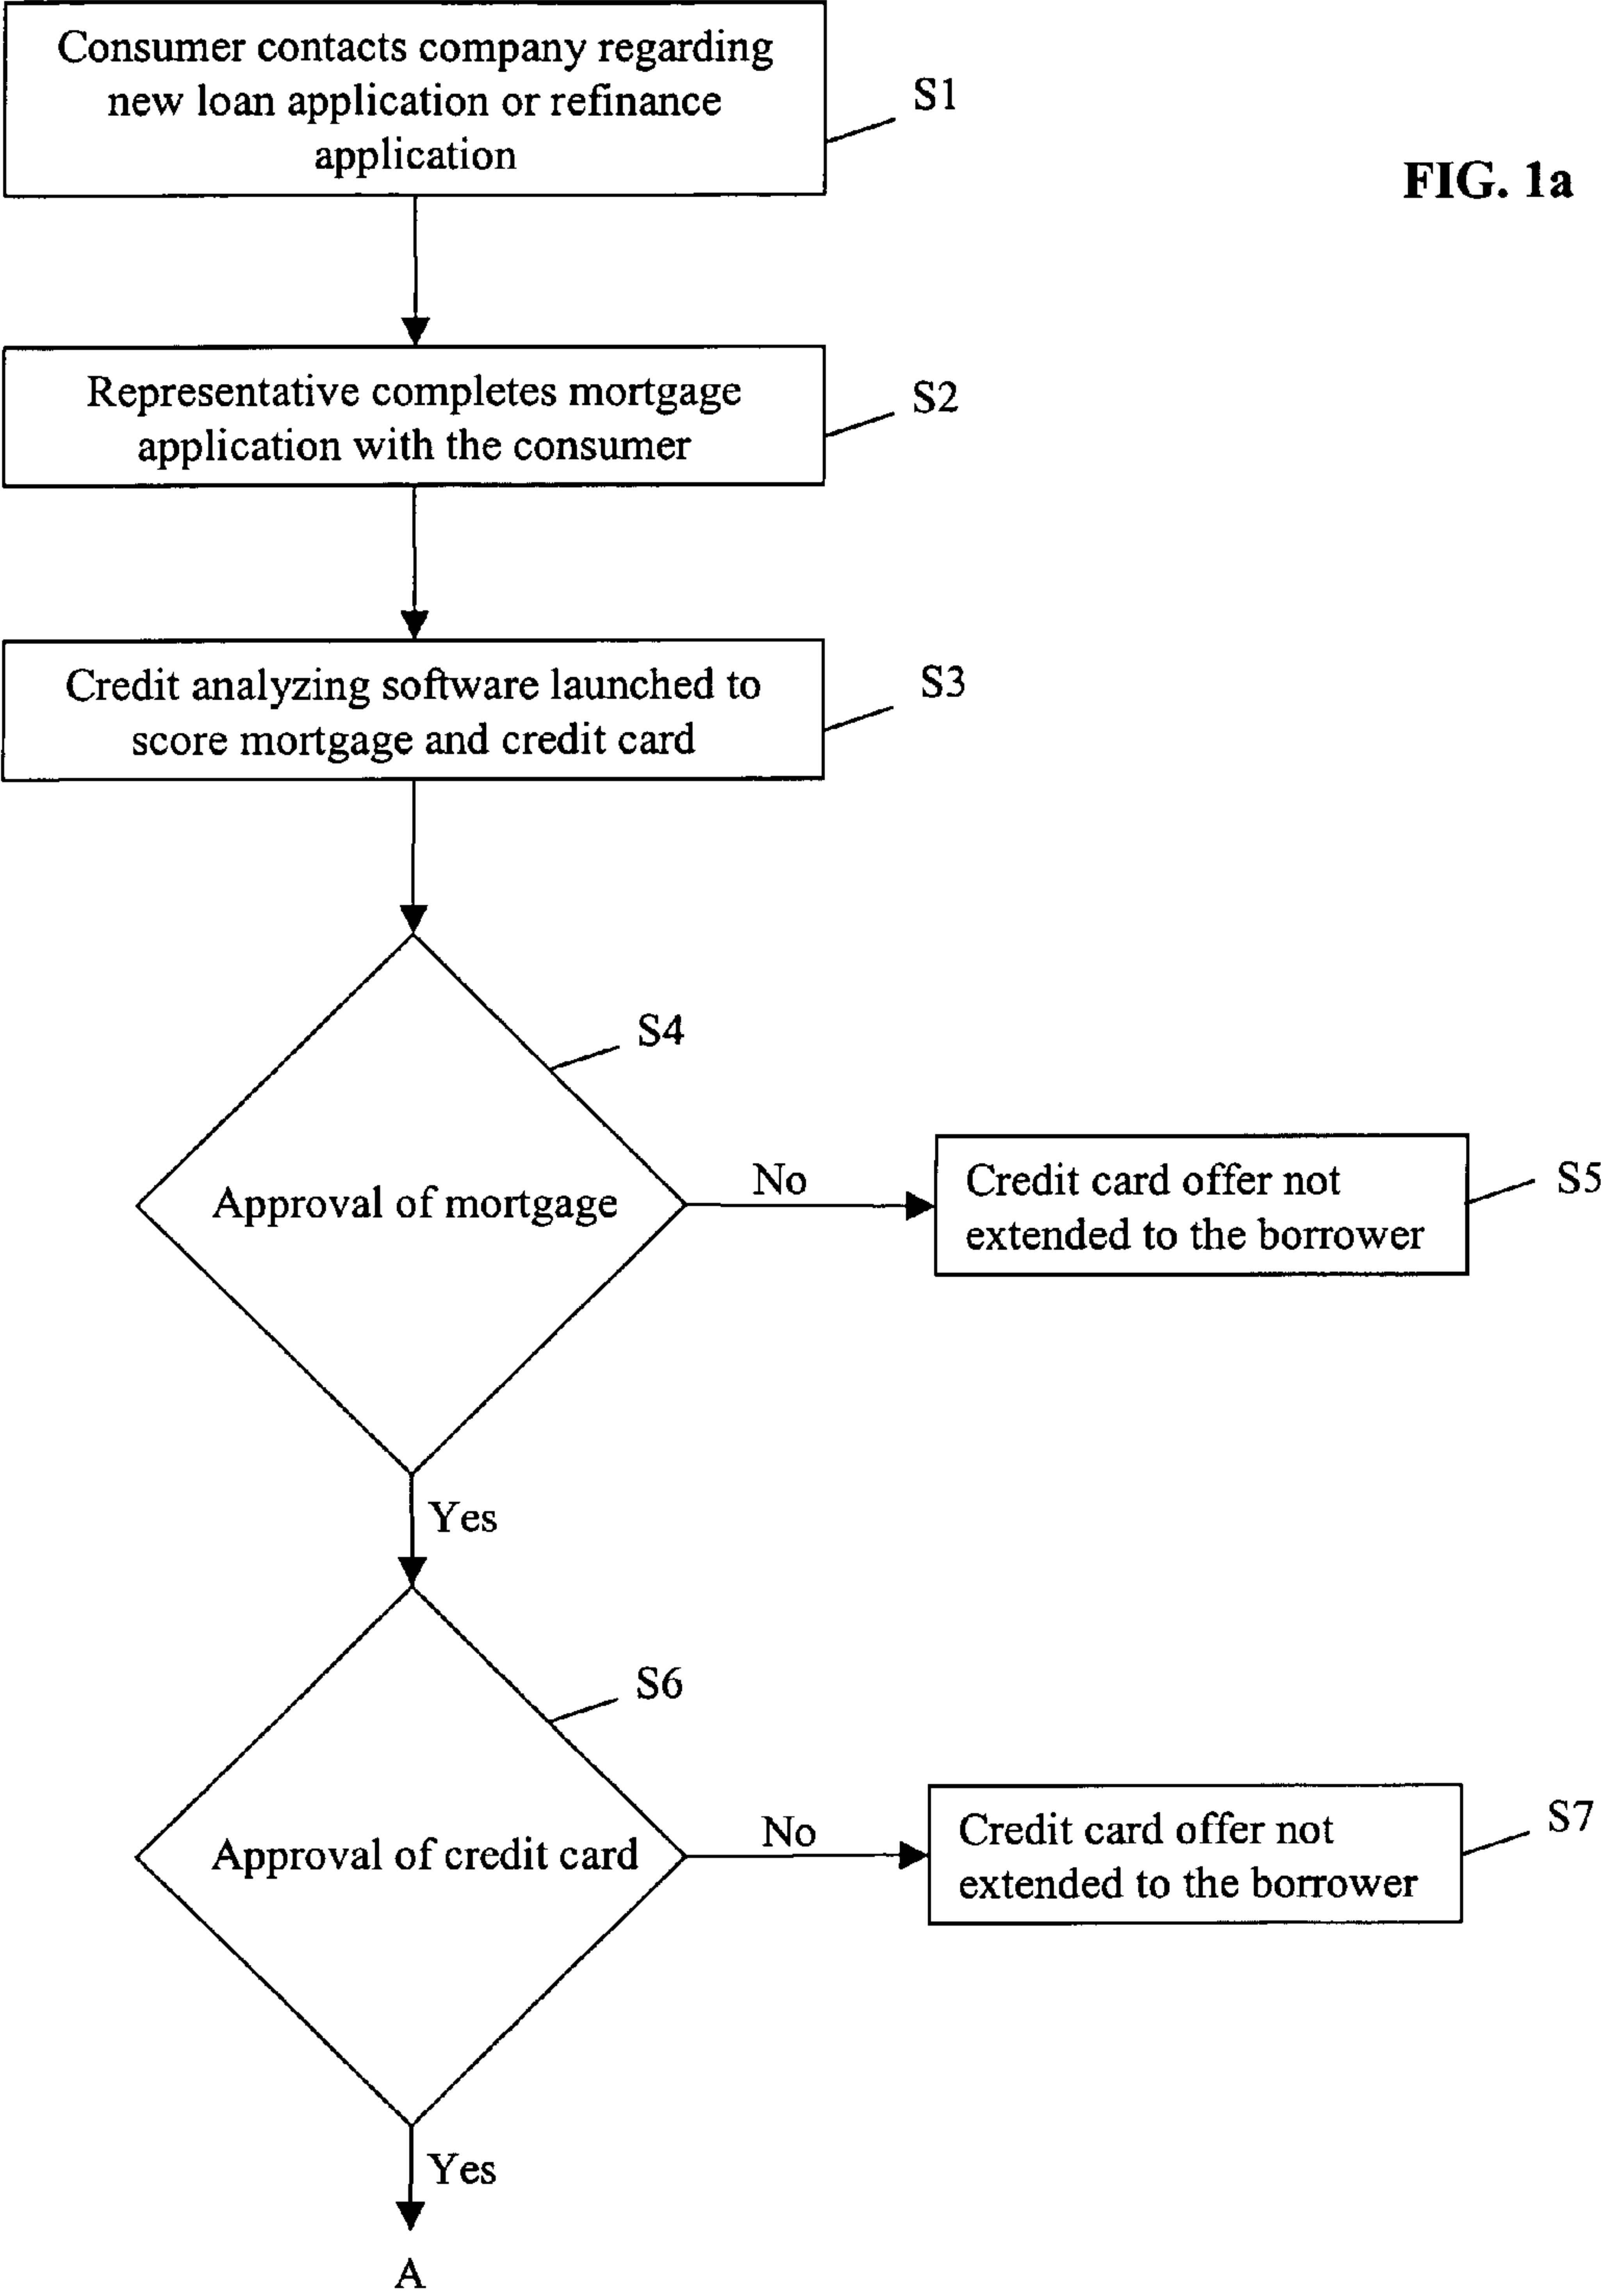 Consumer contacts company regarding
new loan application or refinance
application
S1
FIG. 1a
Representative completes mortgage
application with the consumer
S2
Credit analyzing software launched to
score mortgage and credit card
S3
S4
Approval of mortgage
No
Credit card offer not
extended to the borrower
S5
Yes
S6
Approval of credit card
No
Credit card offer not
extended to the borrower
S7
Yes
A